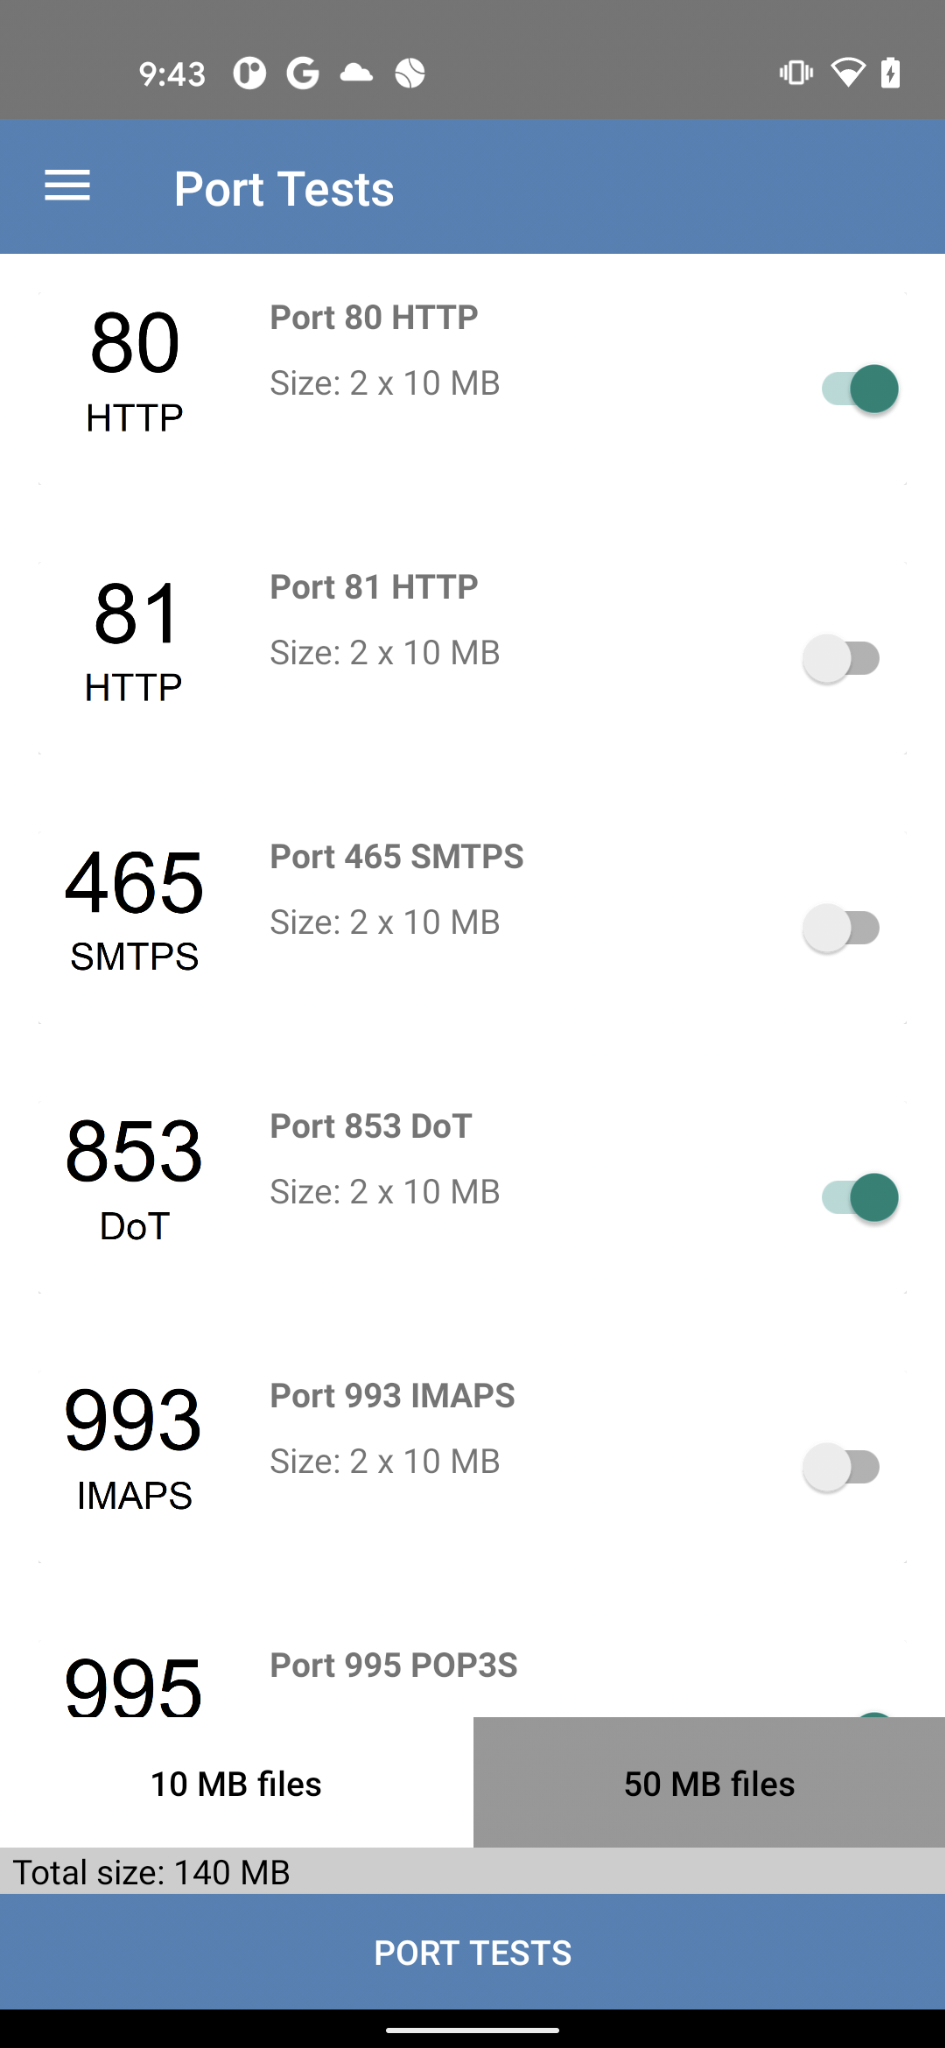 9:43
Port Tests
80
HTTP
Port 80 HTTP
Size: 2 x 10 MB
81
HTTP
Port 81 HTTP
Size: 2 x 10 MB
465
SMTPS
Port 465 SMTPS
Size: 2 x 10 MB
853
DoT
Port 853 DoT
Size: 2 x 10 MB
993
IMAPS
Port 993 IMAPS
Size: 2 x 10 MB
995
Port 995 POP3S
10 MB files
50 MB files
Total size: 140 MB
PORT TESTS